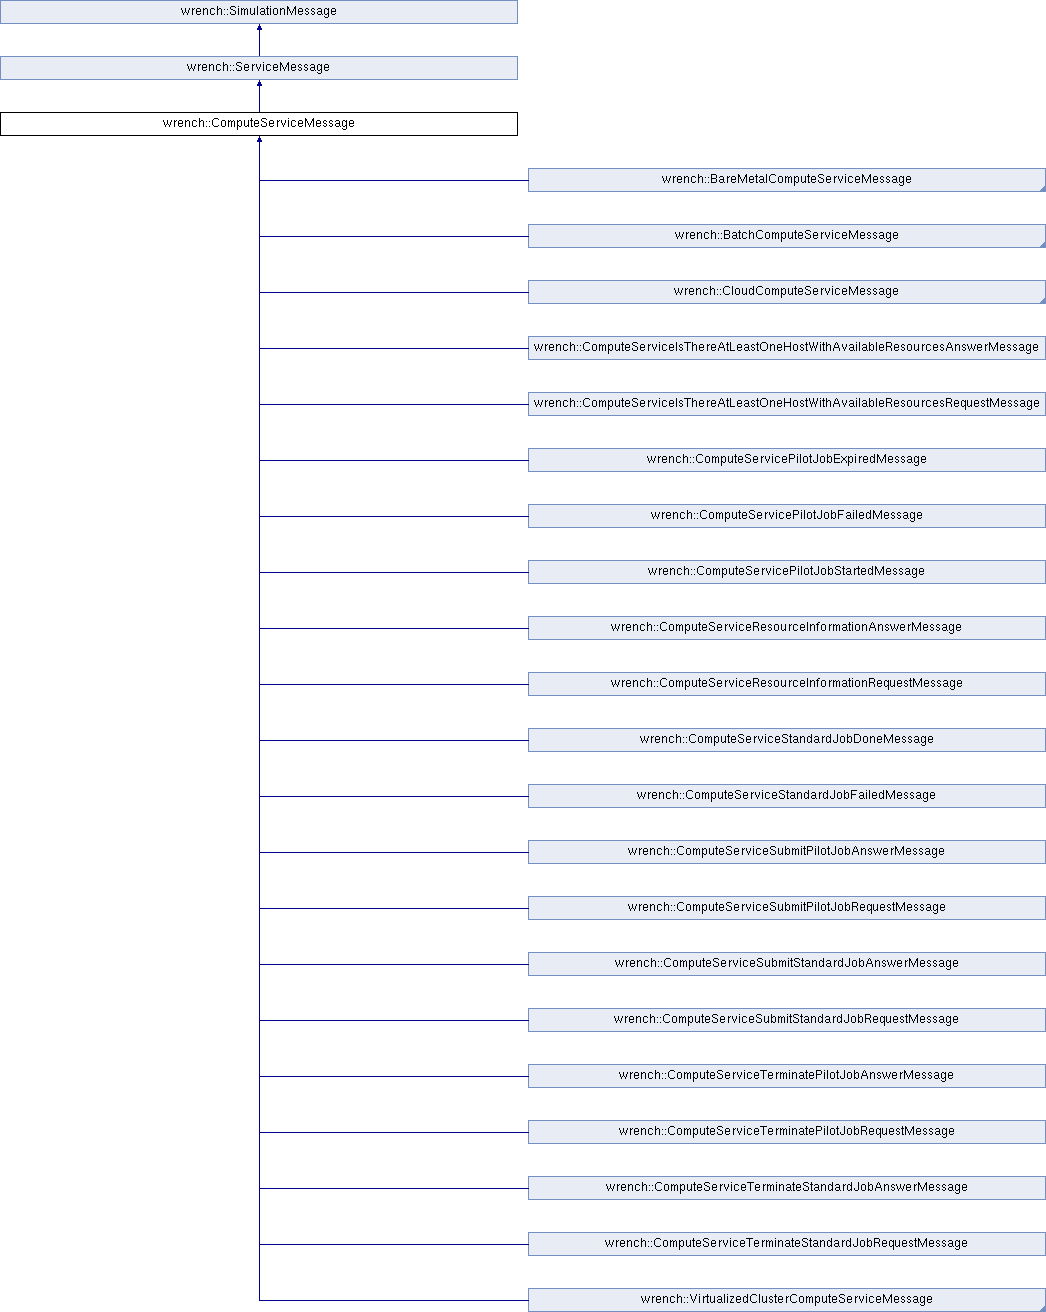 wrench::SimulationMessage
wrench::ServiceMessage
wrench::ComputeServiceMessage
wrench::BareMetalComputeServiceMessage
wrench::BatchComputeServiceMessage
wrench::CloudComputeServiceMessage
wrench::ComputeServiceIsThereAtLeastOneHostWithAvailableResourcesAnswerMessage
wrench::ComputeServiceIsThereAtLeastOneHostWithAvailableResourcesRequestMessage
wrench::ComputeServicePilotJobExpiredMessage
wrench::ComputeServicePilotJobFailedMessage
wrench::ComputeServicePilotJobStartedMessage
wrench::ComputeServiceResourceInformationAnswerMessage
wrench::ComputeServiceResourceInformationRequestMessage
wrench::ComputeServiceStandardJobDoneMessage
wrench::ComputeServiceStandardJobFailedMessage
wrench::ComputeServiceSubmitPilotJobAnswerMessage
wrench::ComputeServiceSubmitPilotJobRequestMessage
wrench::ComputeServiceSubmitStandardJobAnswerMessage
wrench::ComputeServiceSubmitStandardJobRequestMessage
wrench::ComputeServiceTerminatePilotJobAnswerMessage
wrench::ComputeServiceTerminatePilotJobRequestMessage
wrench::ComputeServiceTerminateStandardJobAnswerMessage
wrench::ComputeServiceTerminateStandardJobRequestMessage
wrench::VirtualizedClusterComputeServiceMessage